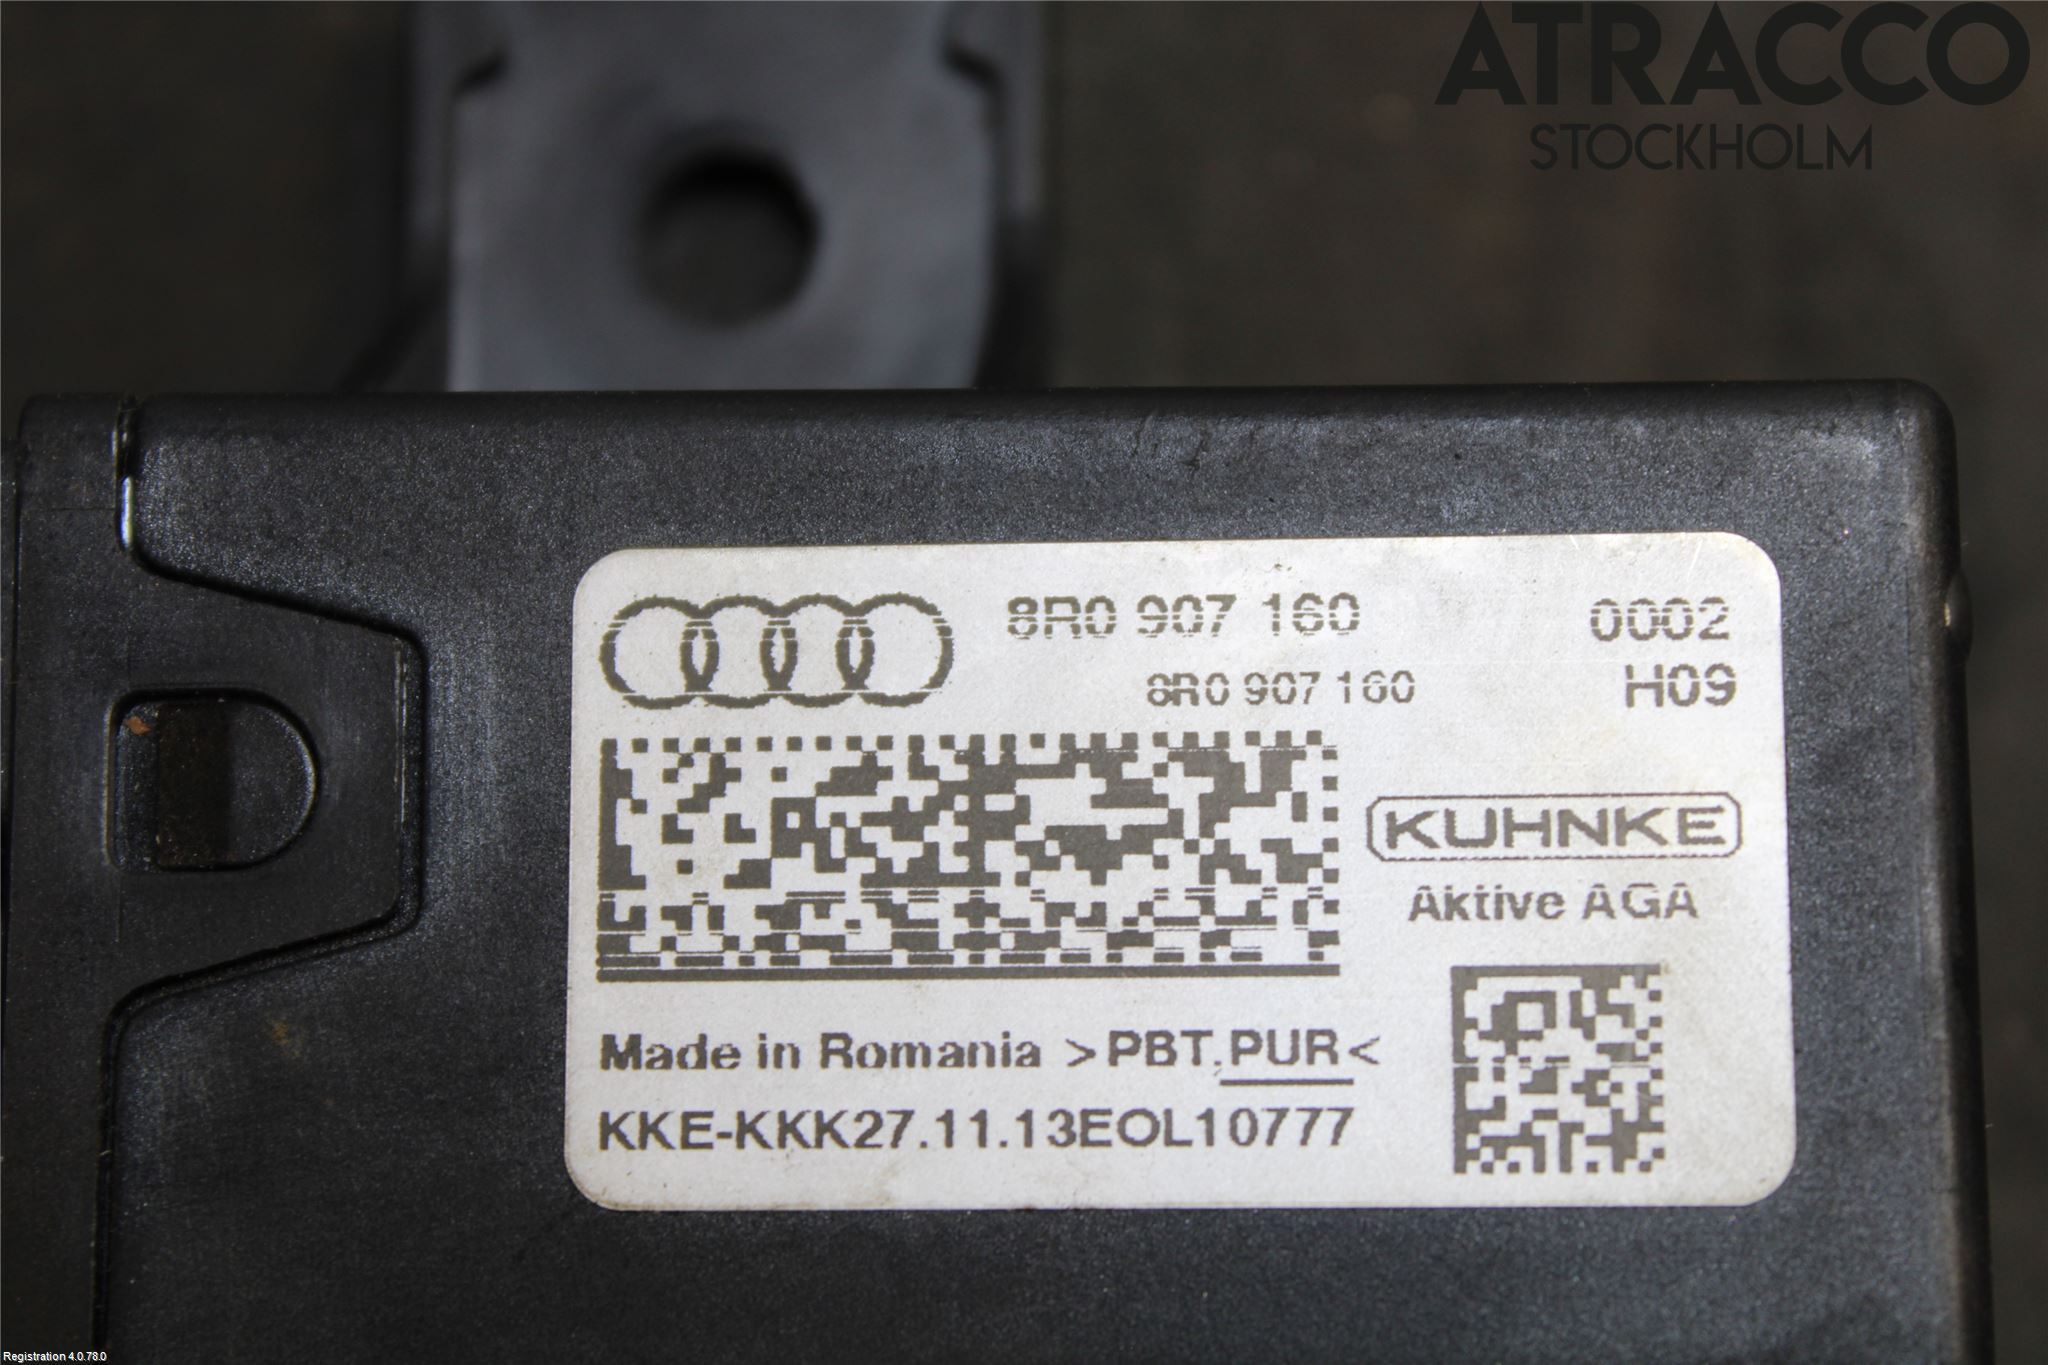 ATRACCO
STOCKHOLM
8R0 907 160 0002
8R0 907 160 H09
KUHNKE
Aktive AGA
Made in Romania >PBT.PUR<
KKE-KKK27.11.13EOL10777
Registration 4.0.78.0